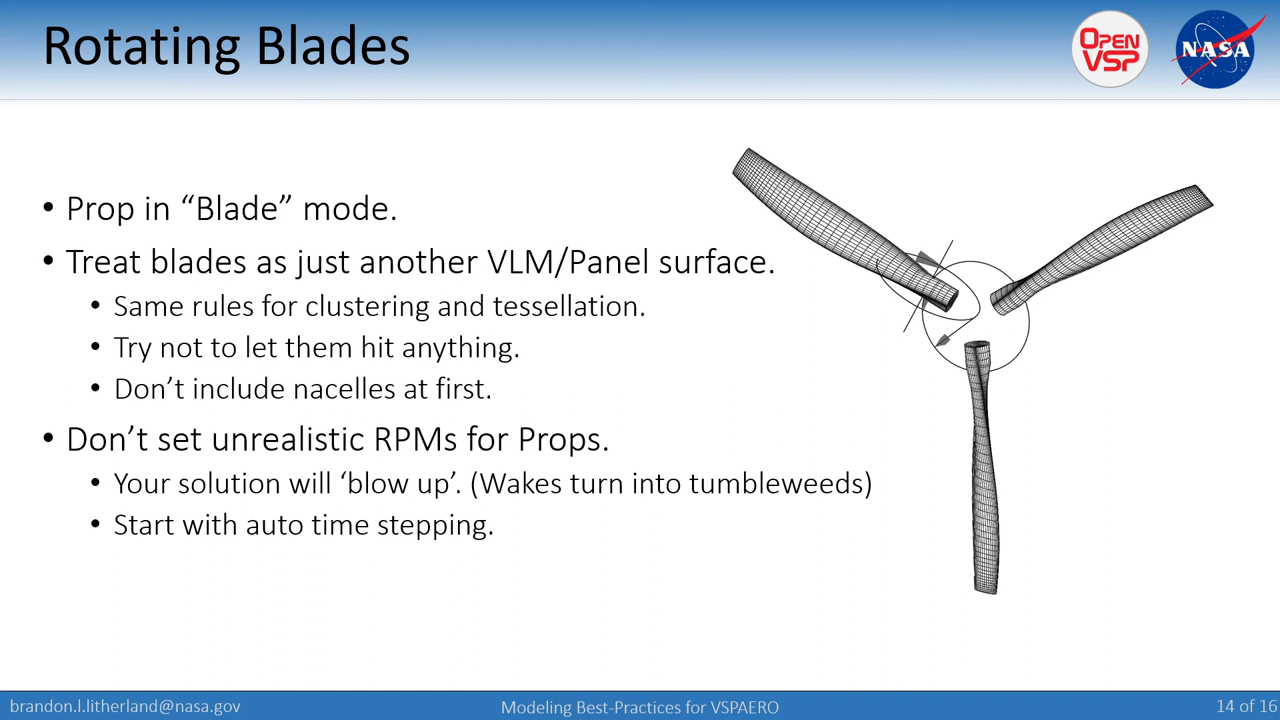 Rotating Blades
OPEN
VSP
NASA
• Prop in “Blade” mode.
• Treat blades as just another VLM/Panel surface.
• Same rules for clustering and tessellation.
• Try not to let them hit anything.
• Don’t include nacelles at first.
• Don’t set unrealistic RPMs for Props.
• Your solution will ‘blow up’. (Wakes turn into tumbleweeds)
• Start with auto time stepping.
brandon.l.litherland@nasa.gov
Modeling Best-Practices for VSPAERO
14 of 16